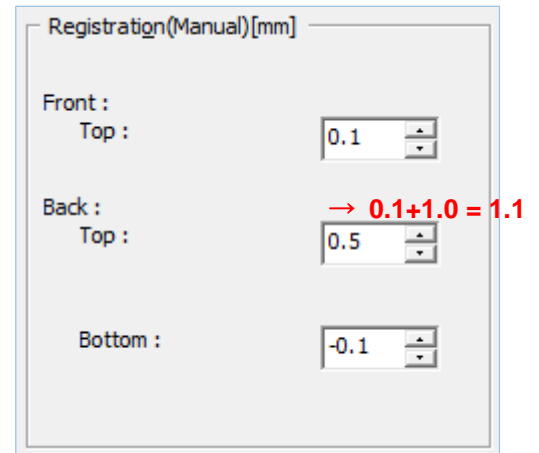 Registration(Manual)[mm]
Front :
Top :
0.1
Back :
→ 0.1+1.0 = 1.1
Top :
0.5
Bottom :
-0.1